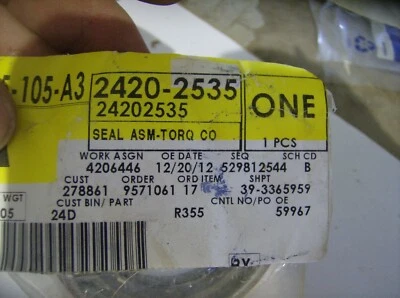 5-105-A3
2420-2535
24202535
ONE
SEAL ASM-TORQ CO
1 PCS
WORK ASGN OE DATE SEQ SCH CD
4206446 12/20/12 529812544 B
CUST ORDER ORD ITEM SHPT
278861 9571061 17 39-3365959
WGT CUST BIN/ PART CNTL NO/PO OE
05 24D R355 59967